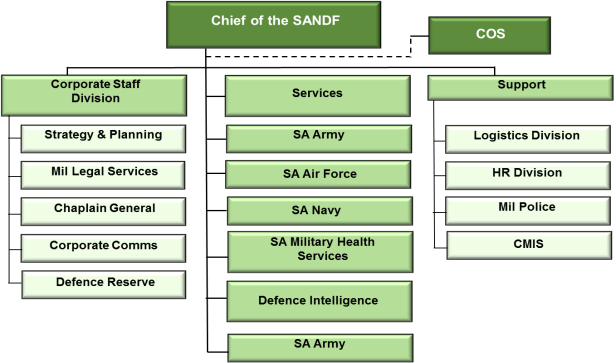 Chief of the SANDF
COS
Corporate Staff
Division
Strategy & Planning
Mil Legal Services
Chaplain General
Corporate Comms
Defence Reserve
Services
SA Army
SA Air Force
SA Navy
SA Military Health
Services
Defence Intelligence
SA Army
Support
Logistics Division
HR Division
Mil Police
CMIS